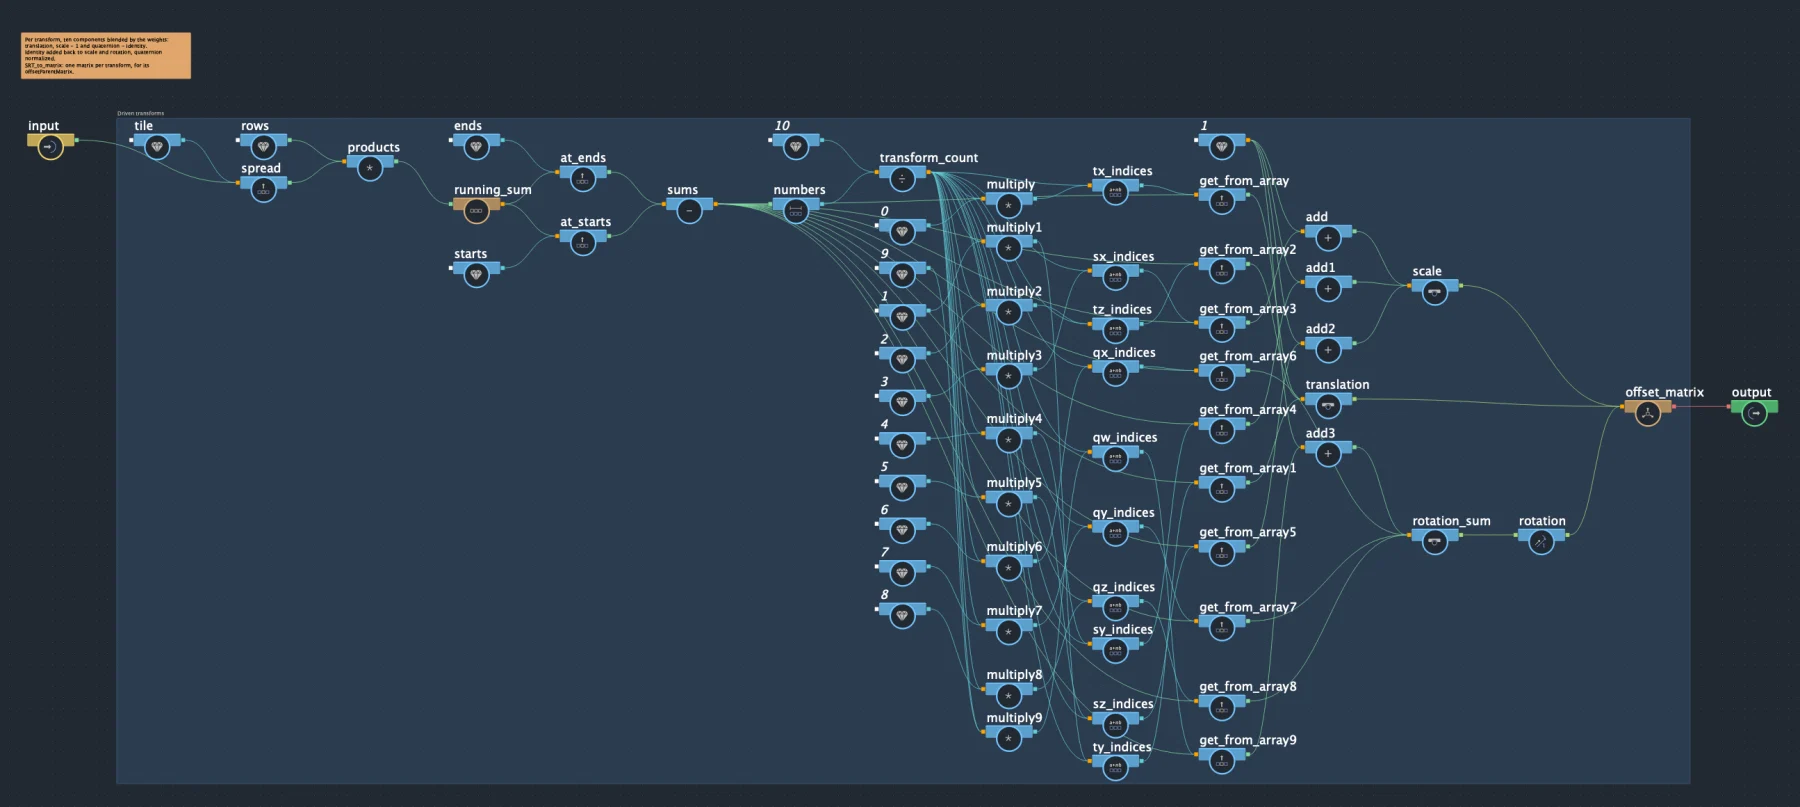 Per transform, ten components blended by the weights:
translation, scale - 1 and quaternion - identity.
Identity added back to scale and rotation, quaternion
normalized.
SRT_to_matrix: one matrix per transform, for its
offsetParentMatrix.
Driven transforms
input
tile
rows
ends
10
1
products
at_ends
transform_count
spread
tx_indices
get_from_array
multiply
running_sum
sums
numbers
0
at_starts
add
multiply1
starts
9
sx_indices
get_from_array2
add1
scale
1
multiply2
tz_indices
get_from_array3
add2
2
multiply3
qx_indices
get_from_array6
3
translation
offset_matrix
output
4
multiply4
get_from_array4
add3
qw_indices
5
multiply5
get_from_array1
6
qy_indices
get_from_array5
rotation_sum
rotation
7
multiply6
8
qz_indices
multiply7
get_from_array7
sy_indices
multiply8
get_from_array8
sz_indices
multiply9
ty_indices
get_from_array9